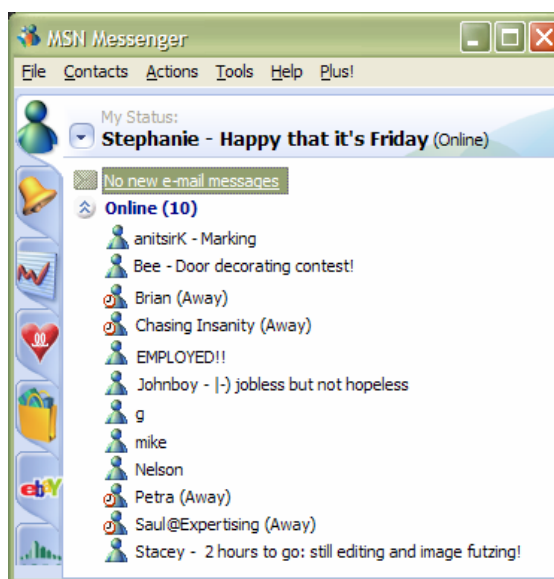 MSN Messenger
File Contacts Actions Tools Help Plus!
My Status:
Stephanie - Happy that it's Friday (Online)
No new e-mail messages
Online (10)
anitsirK - Marking
Bee - Door decorating contest!
Brian (Away)
Chasing Insanity (Away)
EMPLOYED!!
Johnboy - |-) jobless but not hopeless
g
mike
Nelson
Petra (Away)
Saul@Expertising (Away)
Stacey - 2 hours to go: still editing and image futzing!
ebY